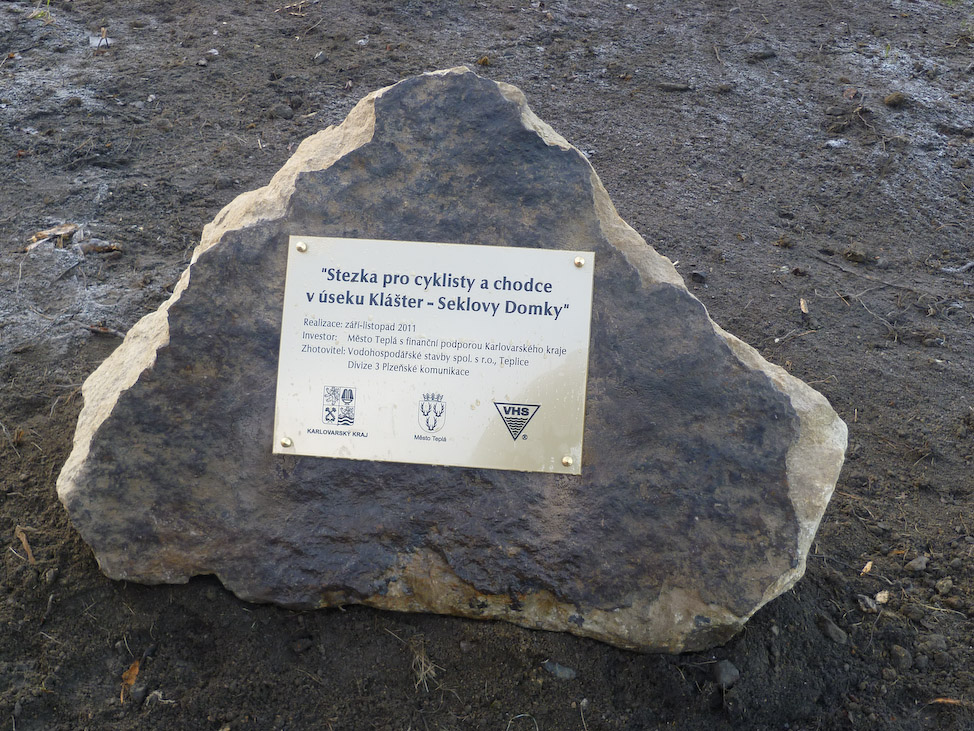 "Stezka pro cyklisty a chodce
v úseku Klášter - Seklovy Domky"
Realizace: září-listopad 2011
Investor: Město Teplá s finanční podporou Karlovarského kraje
Zhotovitel: Vodohospodářské stavby spol. s r.o., Teplice
Divize 3 Plzeňské komunikace
KARLOVARSKÝ KRAJ
Město Teplá
VHS
®